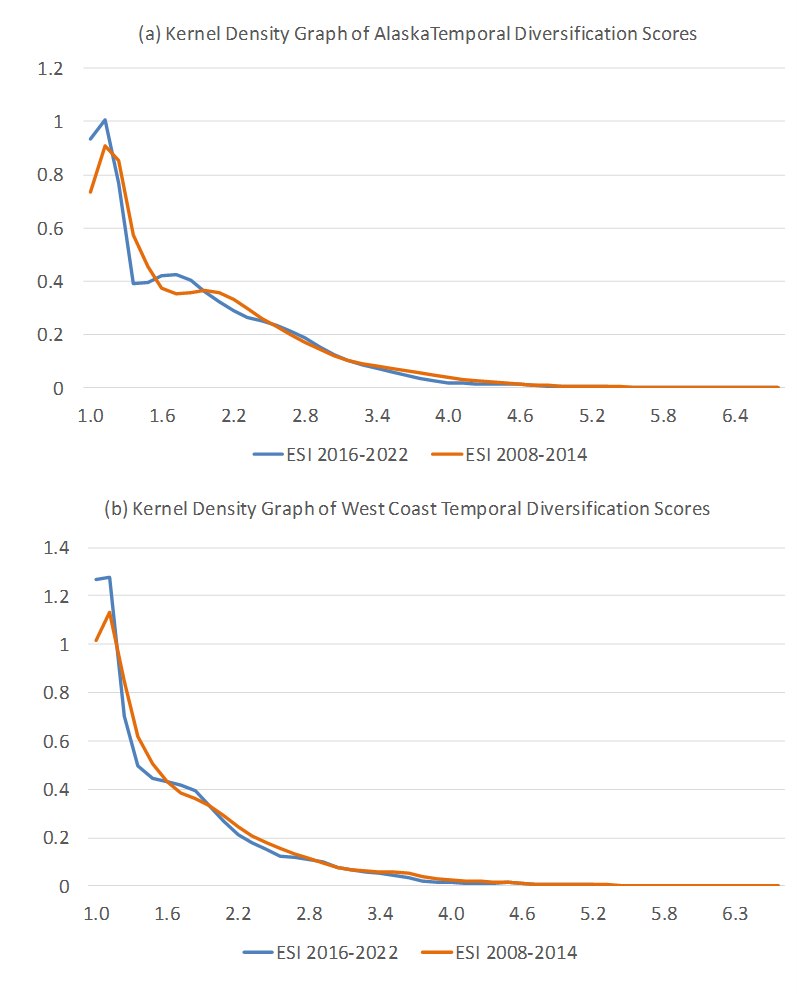 (a) Kernel Density Graph of AlaskaTemporal Diversification Scores
1.2
1
0.8
0.6
0.4
0.2
0
1.0 1.6 2.2 2.8 3.4 4.0 4.6 5.2 5.8 6.4
ESI 2016-2022 ESI 2008-2014
(b) Kernel Density Graph of West Coast Temporal Diversification Scores
1.4
1.2
1
0.8
0.6
0.4
0.2
0
1.0 1.6 2.2 2.8 3.4 4.0 4.6 5.2 5.8 6.3
ESI 2016-2022 ESI 2008-2014